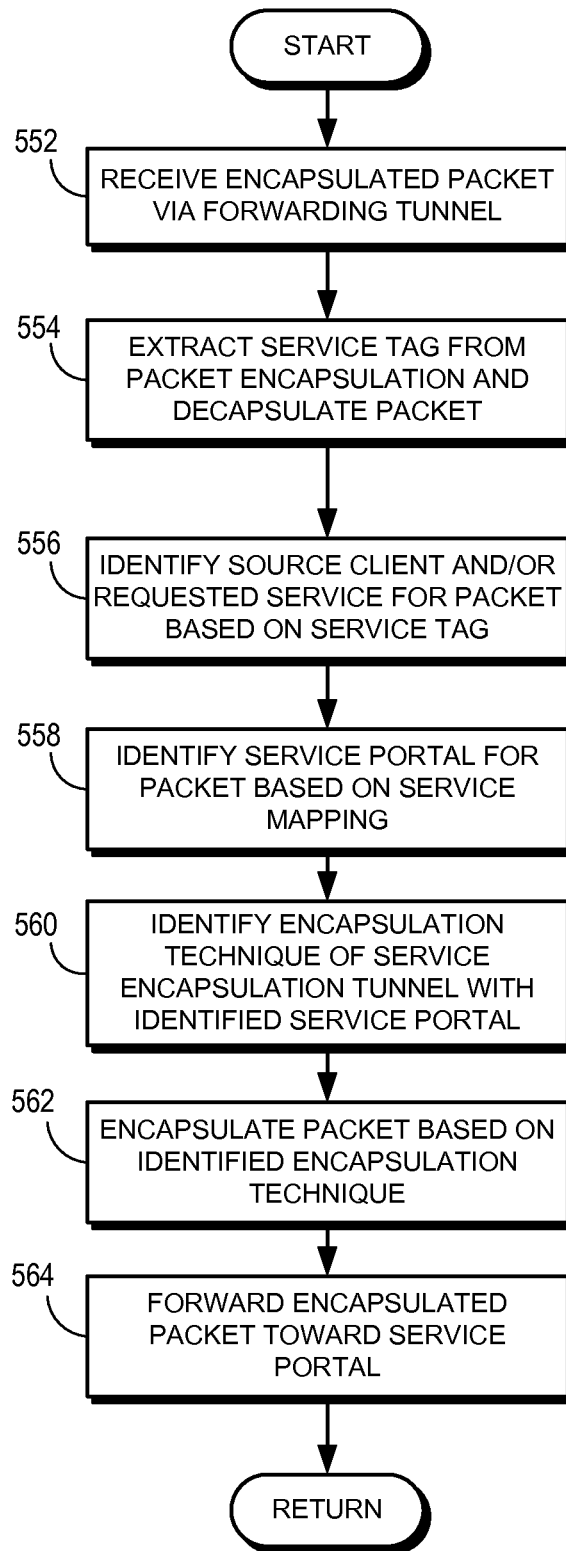 START
552
RECEIVE ENCAPSULATED PACKET
VIA FORWARDING TUNNEL
554
EXTRACT SERVICE TAG FROM
PACKET ENCAPSULATION AND
DECAPSULATE PACKET
556
IDENTIFY SOURCE CLIENT AND/OR
REQUESTED SERVICE FOR PACKET
BASED ON SERVICE TAG
558
IDENTIFY SERVICE PORTAL FOR
PACKET BASED ON SERVICE
MAPPING
560
IDENTIFY ENCAPSULATION
TECHNIQUE OF SERVICE
ENCAPSULATION TUNNEL WITH
IDENTIFIED SERVICE PORTAL
562
ENCAPSULATE PACKET BASED ON
IDENTIFIED ENCAPSULATION
TECHNIQUE
564
FORWARD ENCAPSULATED
PACKET TOWARD SERVICE
PORTAL
RETURN